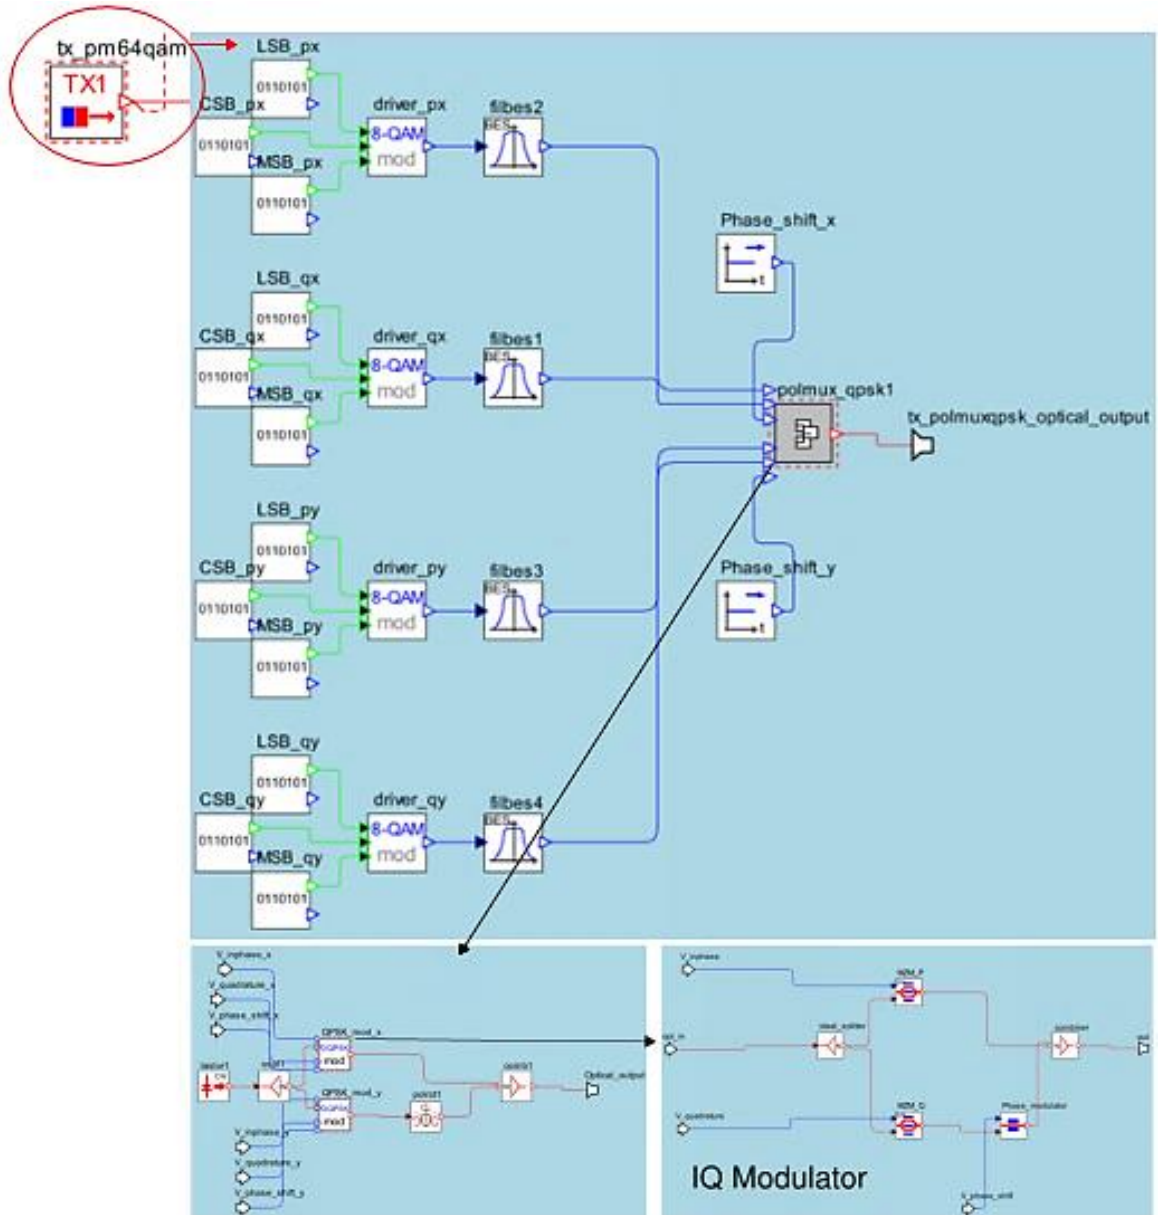 tx_pm64qam
TX1
LSB_px
0110101
CSB_px
0110101
MSB_px
0110101
driver_px
8-QAM
mod
filbes2
BES
Phase_shift_x
t
LSB_qx
0110101
CSB_qx
0110101
MSB_qx
0110101
driver_qx
8-QAM
mod
filbes1
BES
polmux_qpsk1
tx_polmuxqpsk_optical_output
LSB_py
0110101
CSB_py
0110101
MSB_py
0110101
driver_py
8-QAM
mod
filbes3
BES
Phase_shift_y
t
LSB_qy
0110101
CSB_qy
0110101
MSB_qy
0110101
driver_qy
8-QAM
mod
filbes4
BES
V_inphase_x
V_quadrature_x
V_phase_shift_x
QPSK_mod_x
mod
QPSK_mod_y
mod
Optical_output
V_inphase_y
V_quadrature_y
V_phase_shift_y
V_inphase
MZM_P
opt_in
ideal_splitter
combiner
out
V_quadrature
MZM_Q
Phase_modulator
V_phase_shift
IQ Modulator